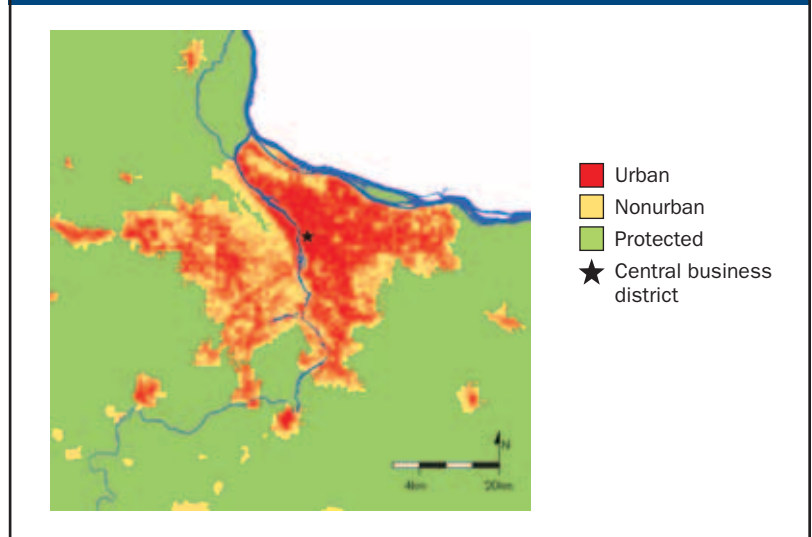 Urban
Nonurban
Protected
Central business
district
N
4km 20km